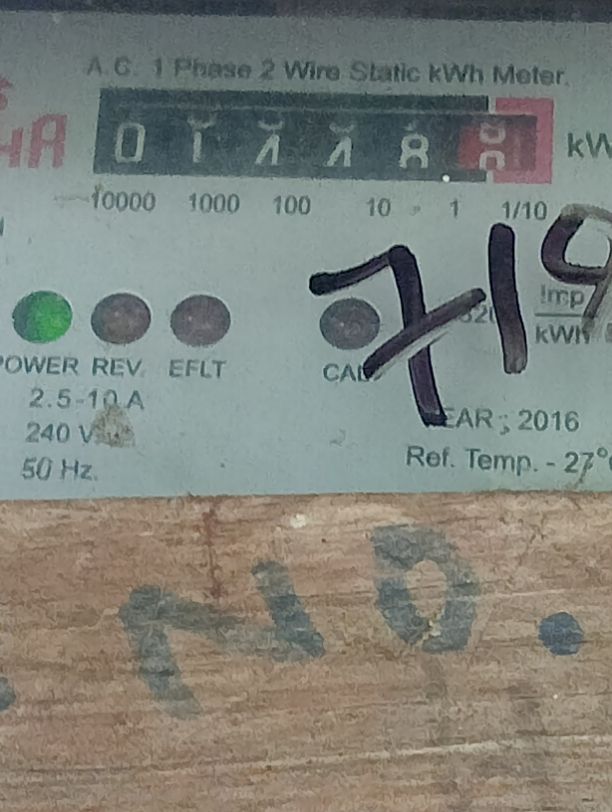 A.C. 1 Phase 2 Wire Static kWh Meter.
kW
10000 1000 100 10 1 1/10
719
Imp
kWh
POWER REV. EFLT CAL
2.5-10 A
240 V
50 Hz.
EAR ; 2016
Ref. Temp. - 27°
NO.